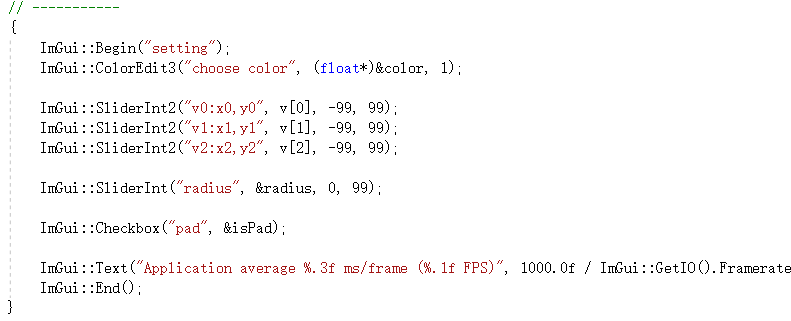 // -----------
{
    ImGui::Begin("setting");
    ImGui::ColorEdit3("choose color", (float*)&color, 1);

    ImGui::SliderInt2("v0:x0,y0", v[0], -99, 99);
    ImGui::SliderInt2("v1:x1,y1", v[1], -99, 99);
    ImGui::SliderInt2("v2:x2,y2", v[2], -99, 99);

    ImGui::SliderInt("radius", &radius, 0, 99);

    ImGui::Checkbox("pad", &isPad);

    ImGui::Text("Application average %.3f ms/frame (%.1f FPS)", 1000.0f / ImGui::GetIO().Framerate
    ImGui::End();
}